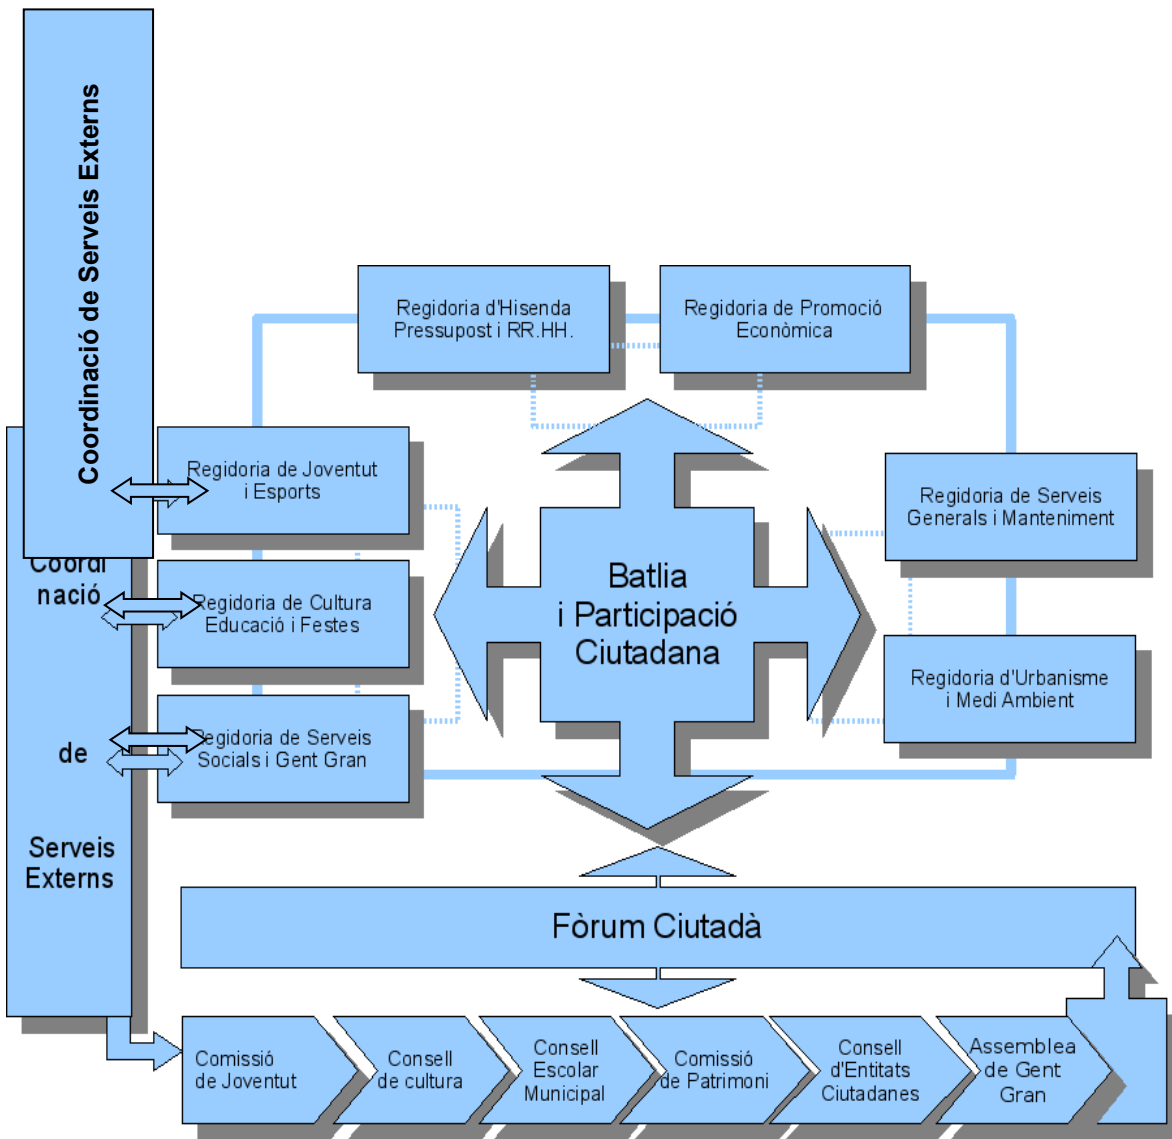 Coordinació de Serveis Externs
Regidoria d'Hisenda
Pressupost i RR.HH.
Regidoria de Promoció
Econòmica
Regidoria de Joventut
i Esports
Regidoria de Serveis
Generals i Manteniment
Coordi
nació
de
Serveis
Externs
Regidoria de Cultura
Educació i Festes
Batlia
i Participació
Ciutadana
Regidoria de Serveis
Socials i Gent Gran
Regidoria d'Urbanisme
i Medi Ambient
Fòrum Ciutadà
Comissió
de Joventut
Consell
de cultura
Consell
Escolar
Municipal
Comissió
de Patrimoni
Consell
d'Entitats
Ciutadanes
Assemblea
de Gent
Gran